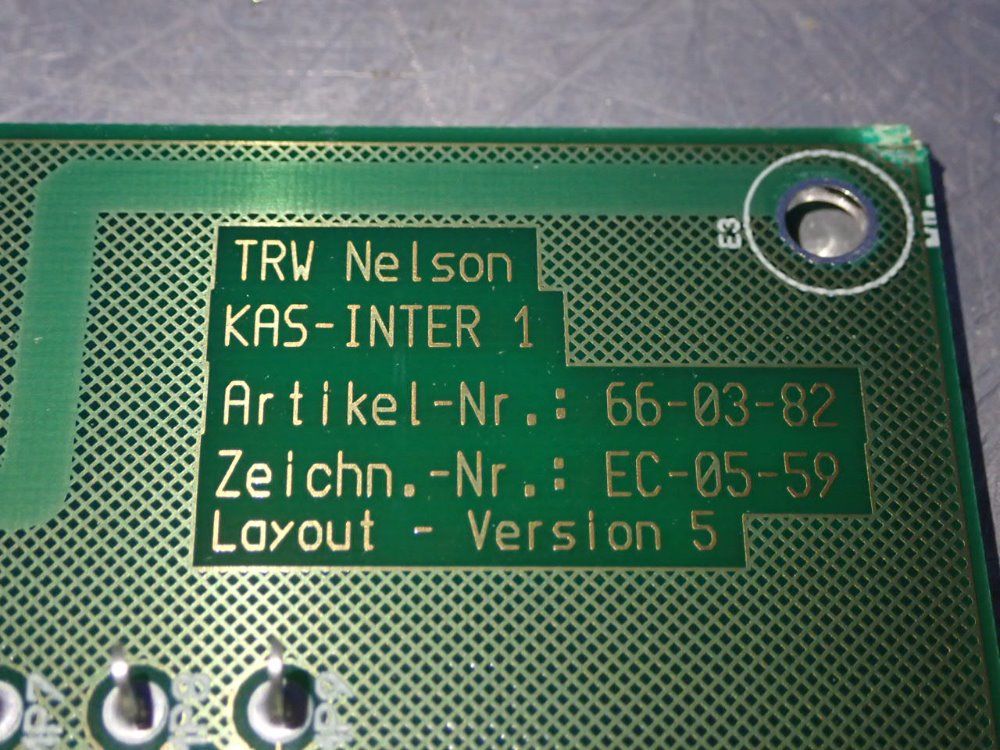 TRW Nelson
KAS-INTER 1
Artikel-Nr.: 66-03-82
Zeichn.-Nr.: EC-05-59
Layout - Version 5
E3